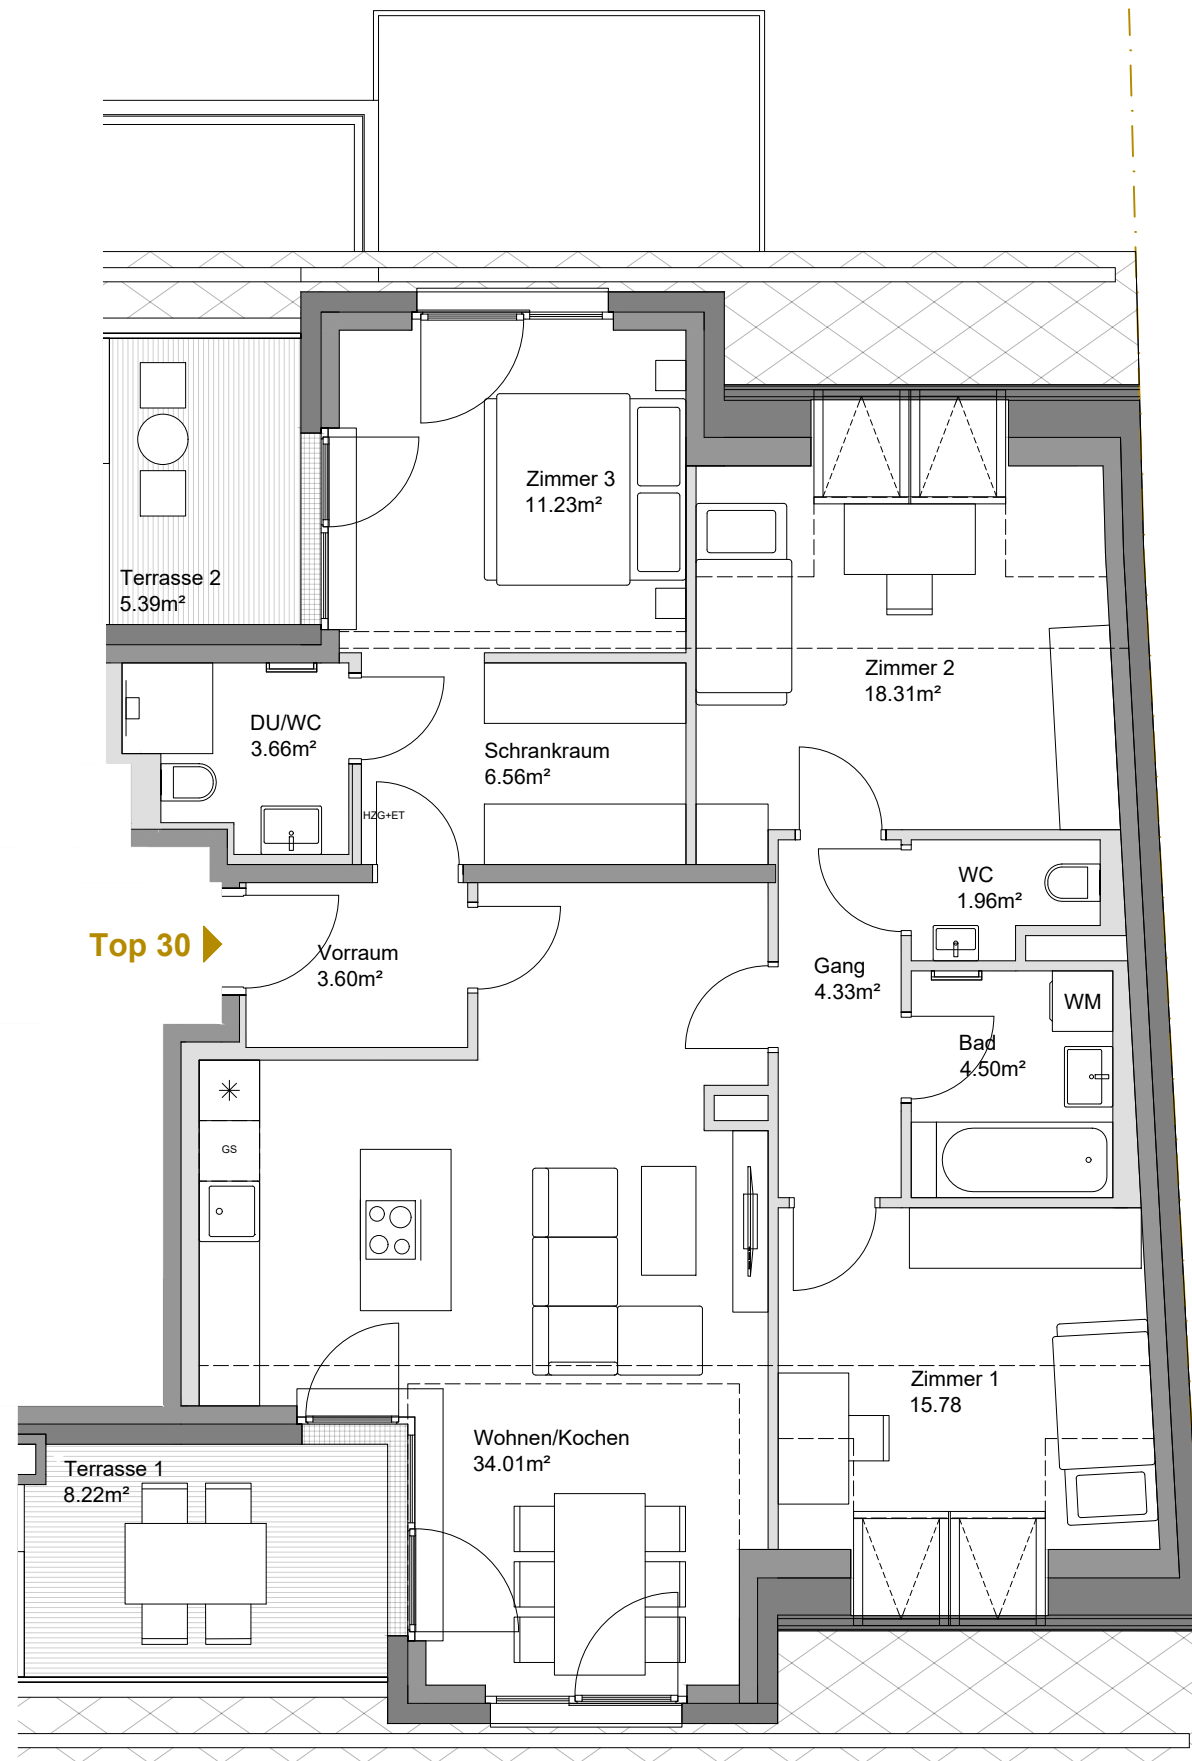 Zimmer 3
11.23m²
Terrasse 2
5.39m²
Zimmer 2
18.31m²
DU/WC
3.66m²
Schrankraum
6.56m²
HZG+ET
WC
1.96m²
Top 30
Vorraum
3.60m²
Gang
4.33m²
WM
Bad
4.50m²
GS
Zimmer 1
15.78
Wohnen/Kochen
34.01m²
Terrasse 1
8.22m²